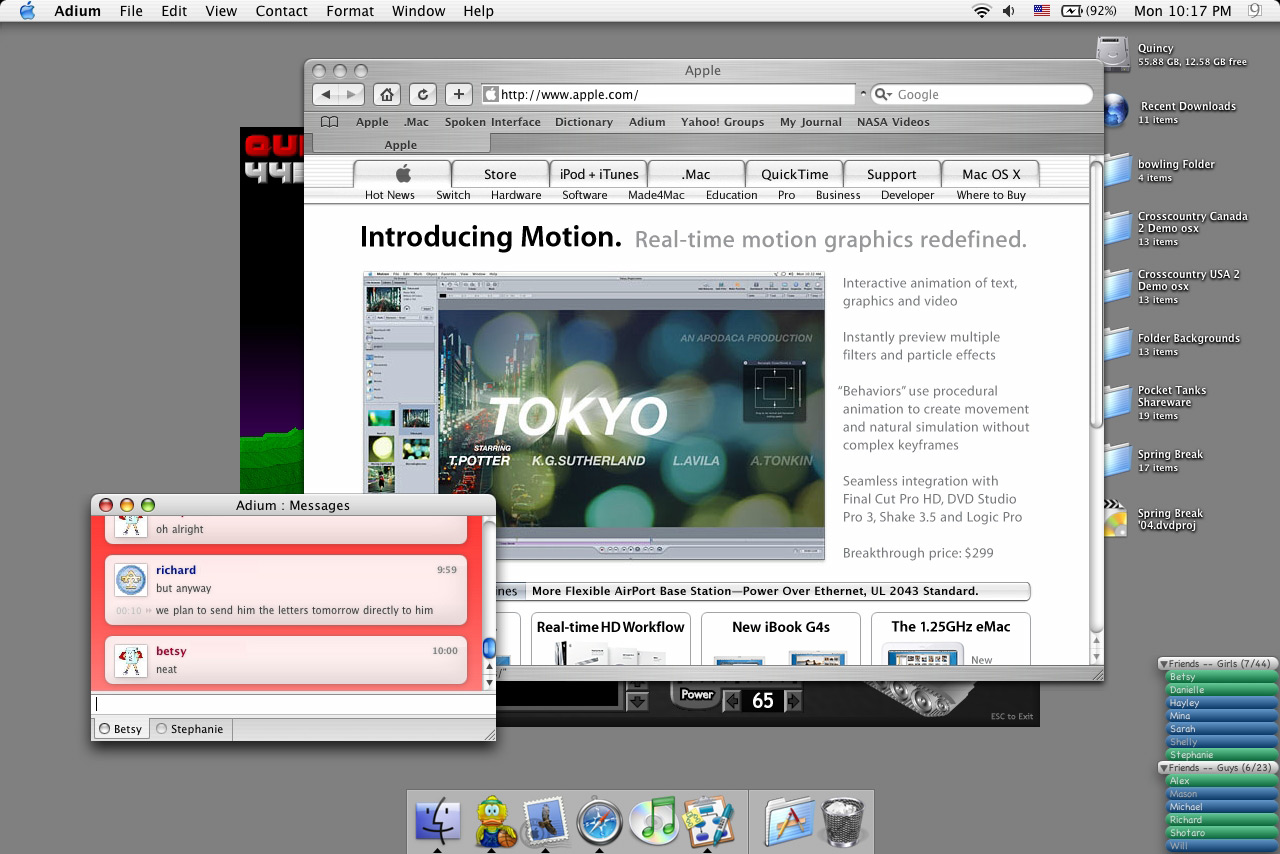 Adium File Edit View Contact Format Window Help (92%) Mon 10:17 PM
Quincy
55.88 GB, 12.58 GB free
Recent Downloads
11 items
bowling Folder
4 items
Crosscountry Canada
2 Demo osx
13 items
Crosscountry USA 2
Demo osx
13 items
Folder Backgrounds
13 items
Pocket Tanks
Shareware
19 items
Spring Break
17 items
Spring Break
'04.dvdproj
Apple
http://www.apple.com/ Google
Apple .Mac Spoken Interface Dictionary Adium Yahoo! Groups My Journal NASA Videos
Apple
Store iPod + iTunes .Mac QuickTime Support Mac OS X
Hot News Switch Hardware Software Made4Mac Education Pro Business Developer Where to Buy
Introducing Motion. Real-time motion graphics redefined.
AN APODACA PRODUCTION
TOKYO
STARRING
T.POTTER K.G.SUTHERLAND L.AVILA A.TONKIN
Interactive animation of text,
graphics and video
Instantly preview multiple
filters and particle effects
“Behaviors” use procedural
animation to create movement
and natural simulation without
complex keyframes
Seamless integration with
Final Cut Pro HD, DVD Studio
Pro 3, Shake 3.5 and Logic Pro
Breakthrough price: $299
More Flexible AirPort Base Station—Power Over Ethernet, UL 2043 Standard.
Real-time HD Workflow New iBook G4s The 1.25GHz eMac
New
Power 65
ESC to Exit
Adium : Messages
oh alright
richard 9:59
but anyway
00:10 » we plan to send him the letters tomorrow directly to him
betsy 10:00
neat
Betsy Stephanie
Friends -- Girls (7/44)
Betsy
Danielle
Hayley
Mina
Sarah
Shelly
Stephanie
Friends -- Guys (6/23)
Alex
Mason
Michael
Richard
Shotaro
Will